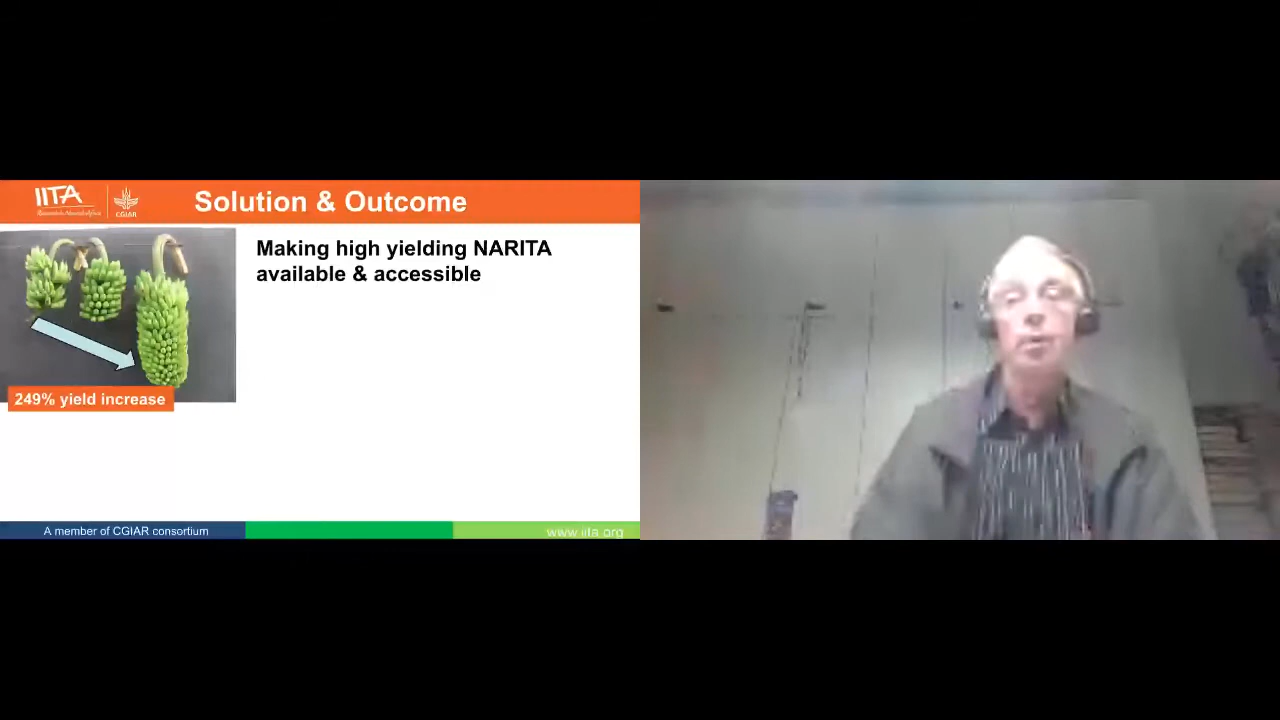 IITA
CGIAR
Solution & Outcome
Making high yielding NARITA
available & accessible
249% yield increase
A member of CGIAR consortium
www.iita.org